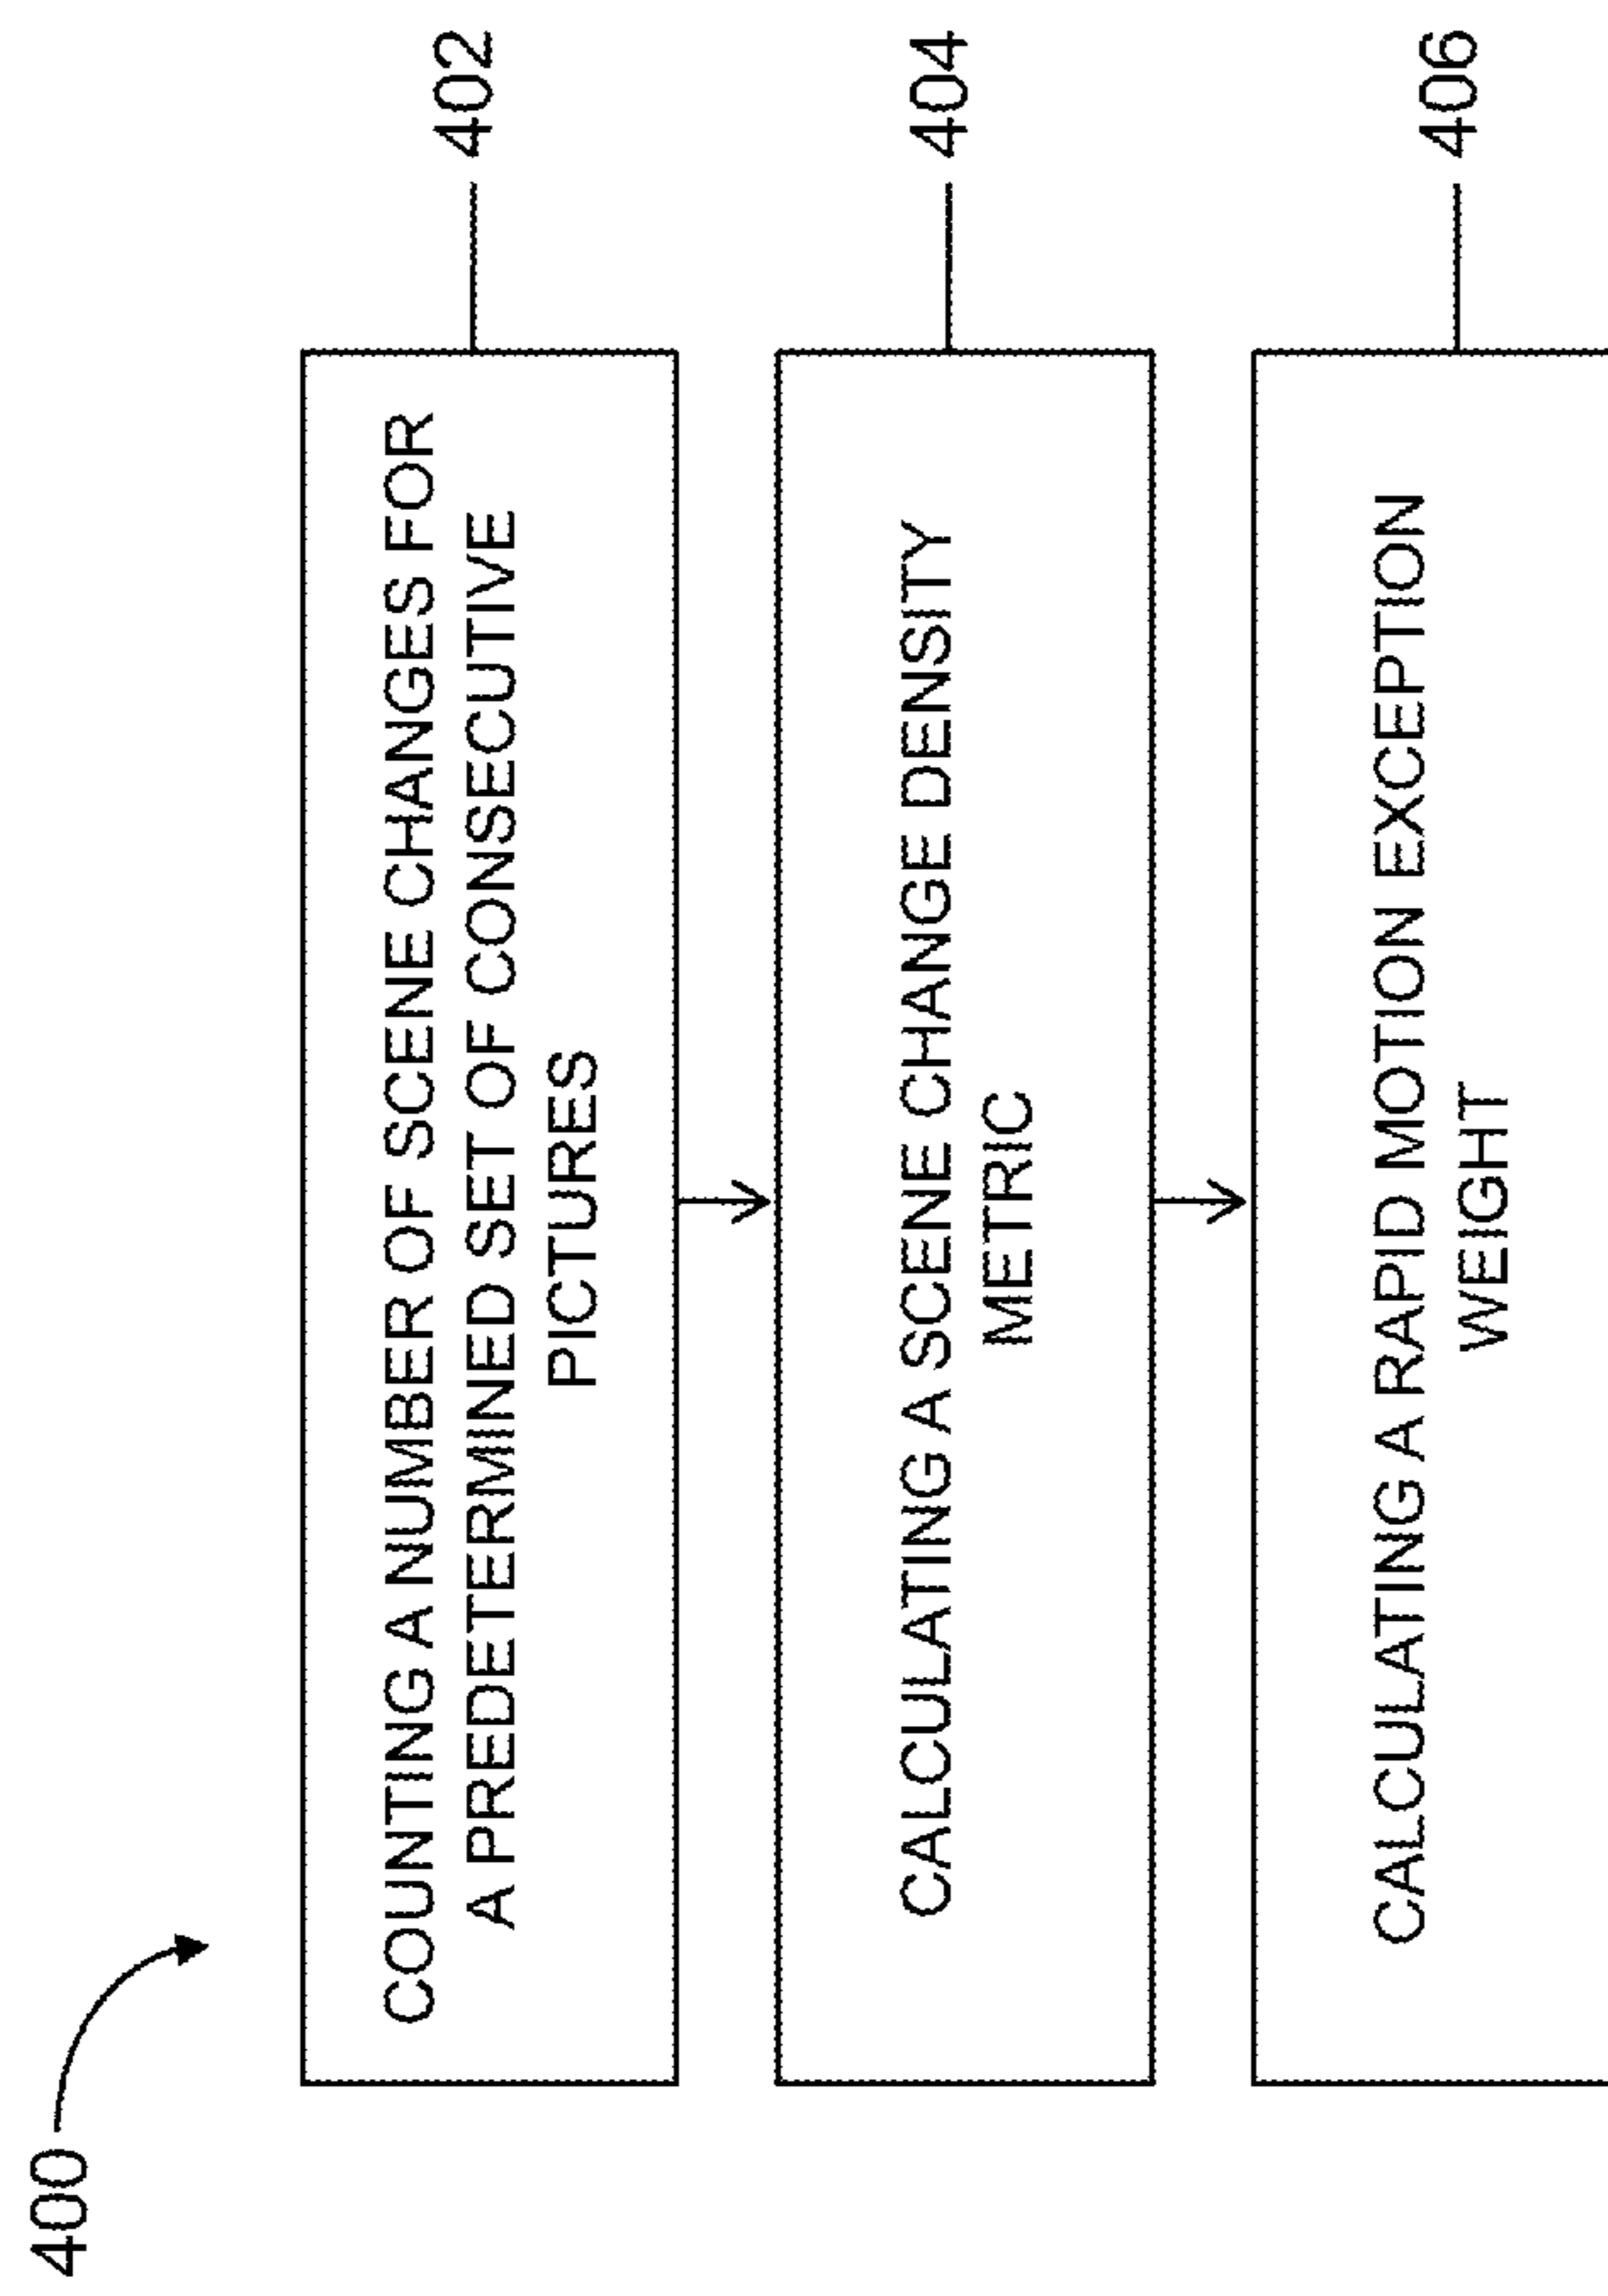 400
COUNTING A NUMBER OF SCENE CHANGES FOR
A PREDETERMINED SET OF CONSECUTIVE
PICTURES
402
CALCULATING A SCENE CHANGE DENSITY
METRIC
404
CALCULATING A RAPID MOTION EXCEPTION
WEIGHT
406